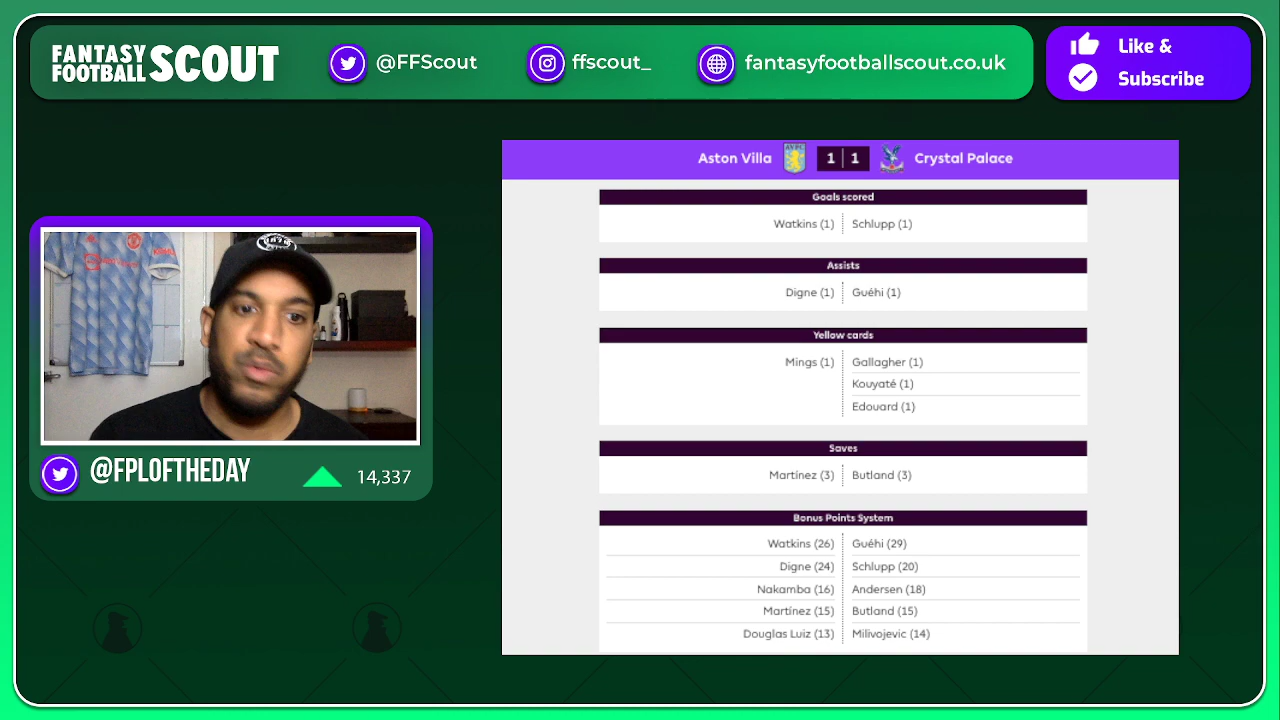 FANTASY
FOOTBALL SCOUT
@FFScout
ffscout_
fantasyfootballscout.co.uk
Like &
Subscribe
Aston Villa 1 | 1 Crystal Palace
Goals scored
Watkins (1) Schlupp (1)
Assists
Digne (1) Guéhi (1)
Yellow cards
Mings (1) Gallagher (1)
Kouyaté (1)
Edouard (1)
Saves
Martínez (3) Butland (3)
Bonus Points System
Watkins (26) Guéhi (29)
Digne (24) Schlupp (20)
Nakamba (16) Andersen (18)
Martínez (15) Butland (15)
Douglas Luiz (13) Milivojevic (14)
@FPLOFTHEDAY
14,337